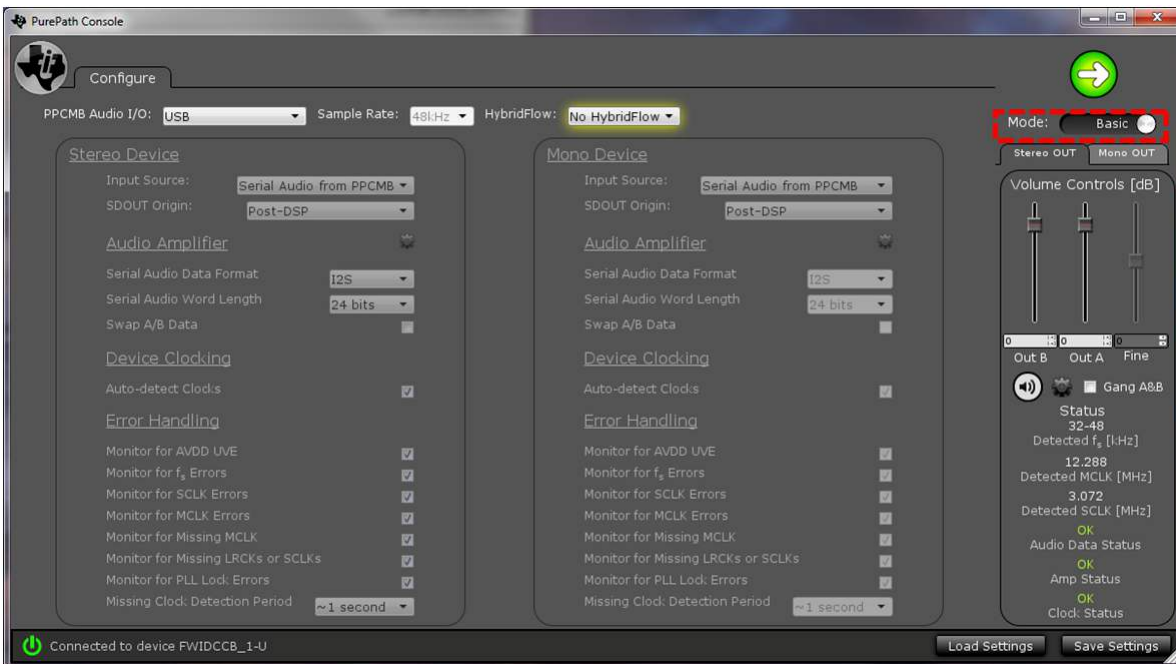 PurePath Console
Configure
PPCMB Audio I/O: USB Sample Rate: 48kHz HybridFlow: No HybridFlow
Mode: Basic
Stereo OUT Mono OUT
Stereo Device
Input Source: Serial Audio from PPCMB
SDOUT Origin: Post-DSP
Audio Amplifier
Serial Audio Data Format I2S
Serial Audio Word Length 24 bits
Swap A/B Data
Device Clocking
Auto-detect Clocks
Error Handling
Monitor for AVDD UVE
Monitor for fs Errors
Monitor for SCLK Errors
Monitor for MCLK Errors
Monitor for Missing MCLK
Monitor for Missing LRCKs or SCLKs
Monitor for PLL Lock Errors
Missing Clock Detection Period ~1 second
Mono Device
Input Source: Serial Audio from PPCMB
SDOUT Origin: Post-DSP
Audio Amplifier
Serial Audio Data Format I2S
Serial Audio Word Length 24 bits
Swap A/B Data
Device Clocking
Auto-detect Clocks
Error Handling
Monitor for AVDD UVE
Monitor for fs Errors
Monitor for SCLK Errors
Monitor for MCLK Errors
Monitor for Missing MCLK
Monitor for Missing LRCKs or SCLKs
Monitor for PLL Lock Errors
Missing Clock Detection Period ~1 second
Volume Controls [dB]
0 0 0
Out B Out A Fine
Gang A&B
Status
32-48
Detected fs [kHz]
12.288
Detected MCLK [MHz]
3.072
Detected SCLK [MHz]
OK
Audio Data Status
OK
Amp Status
OK
Clock Status
Connected to device FWIDCCB_1-U
Load Settings Save Settings